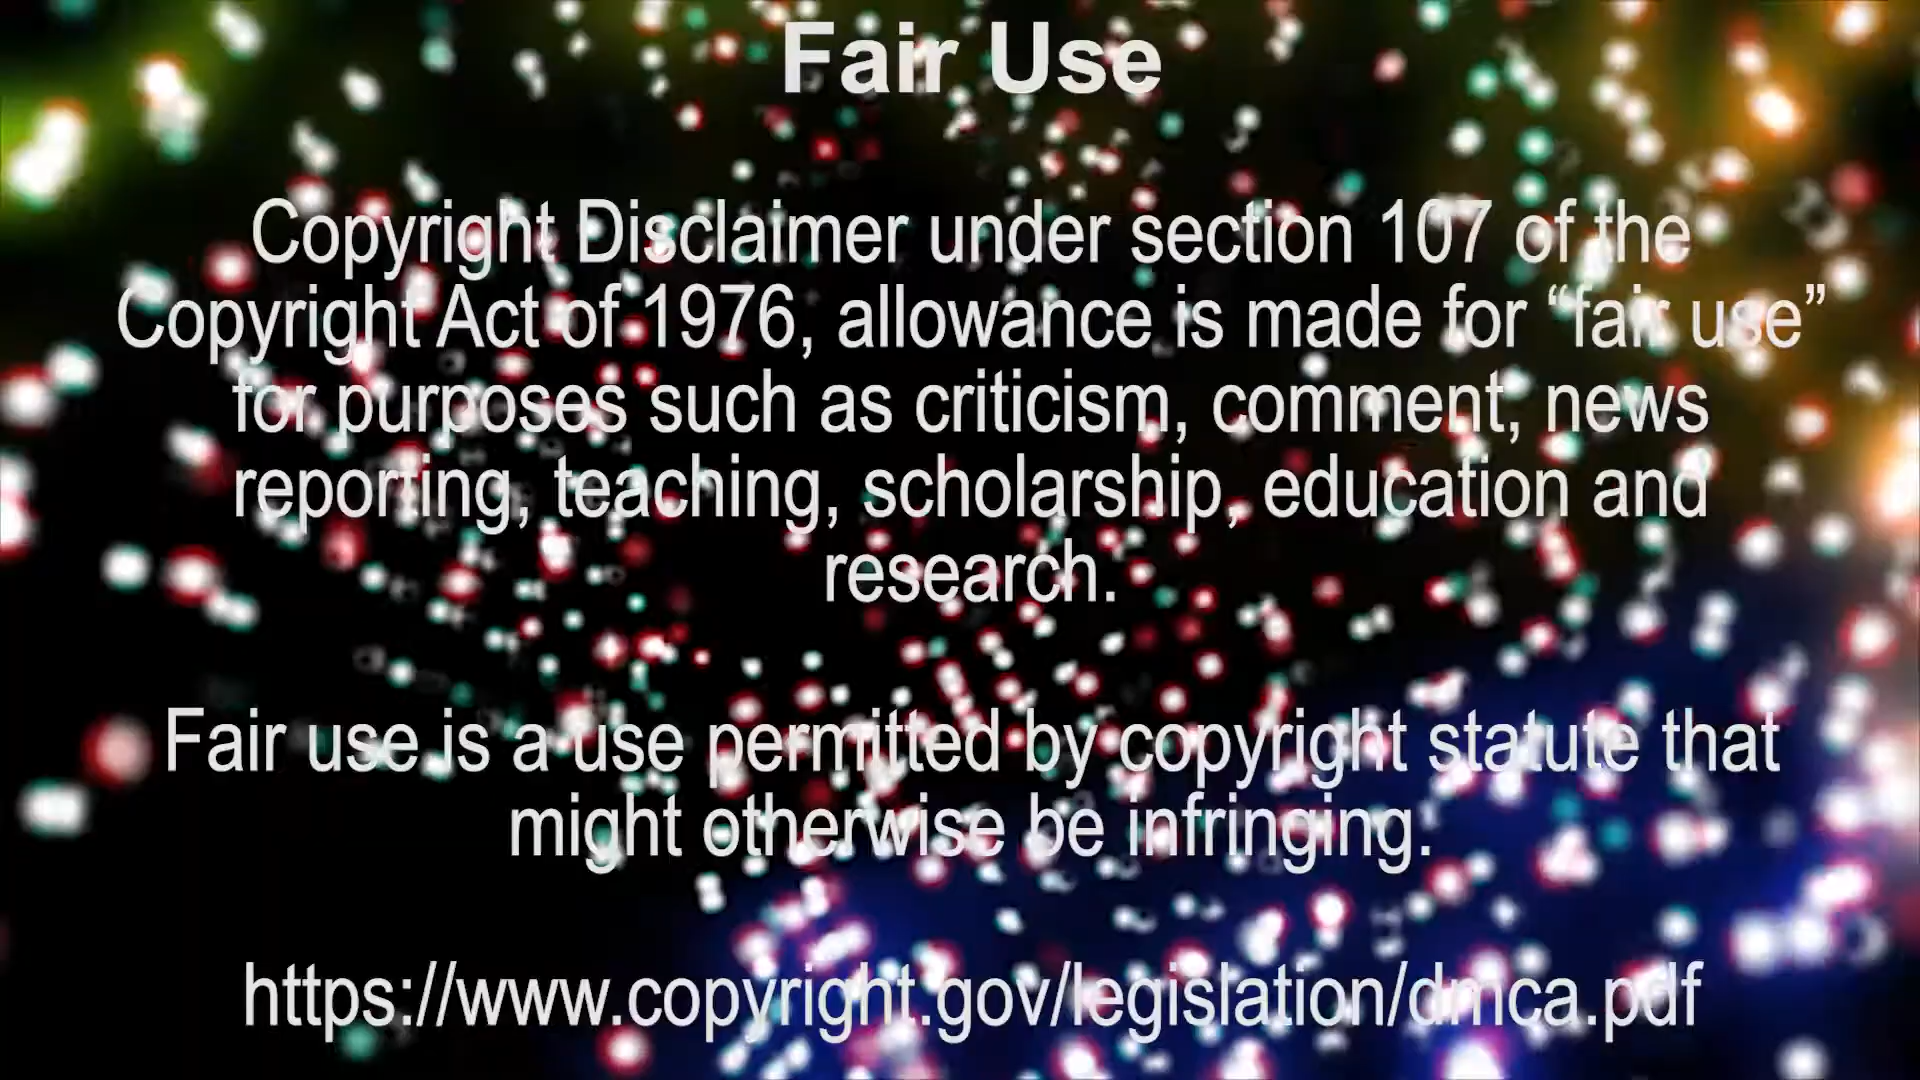 Fair Use
Copyright Disclaimer under section 107 of the
Copyright Act of 1976, allowance is made for “fair use”
for purposes such as criticism, comment, news
reporting, teaching, scholarship, education and
research.
Fair use is a use permitted by copyright statute that
might otherwise be infringing.
https://www.copyright.gov/legislation/dmca.pdf